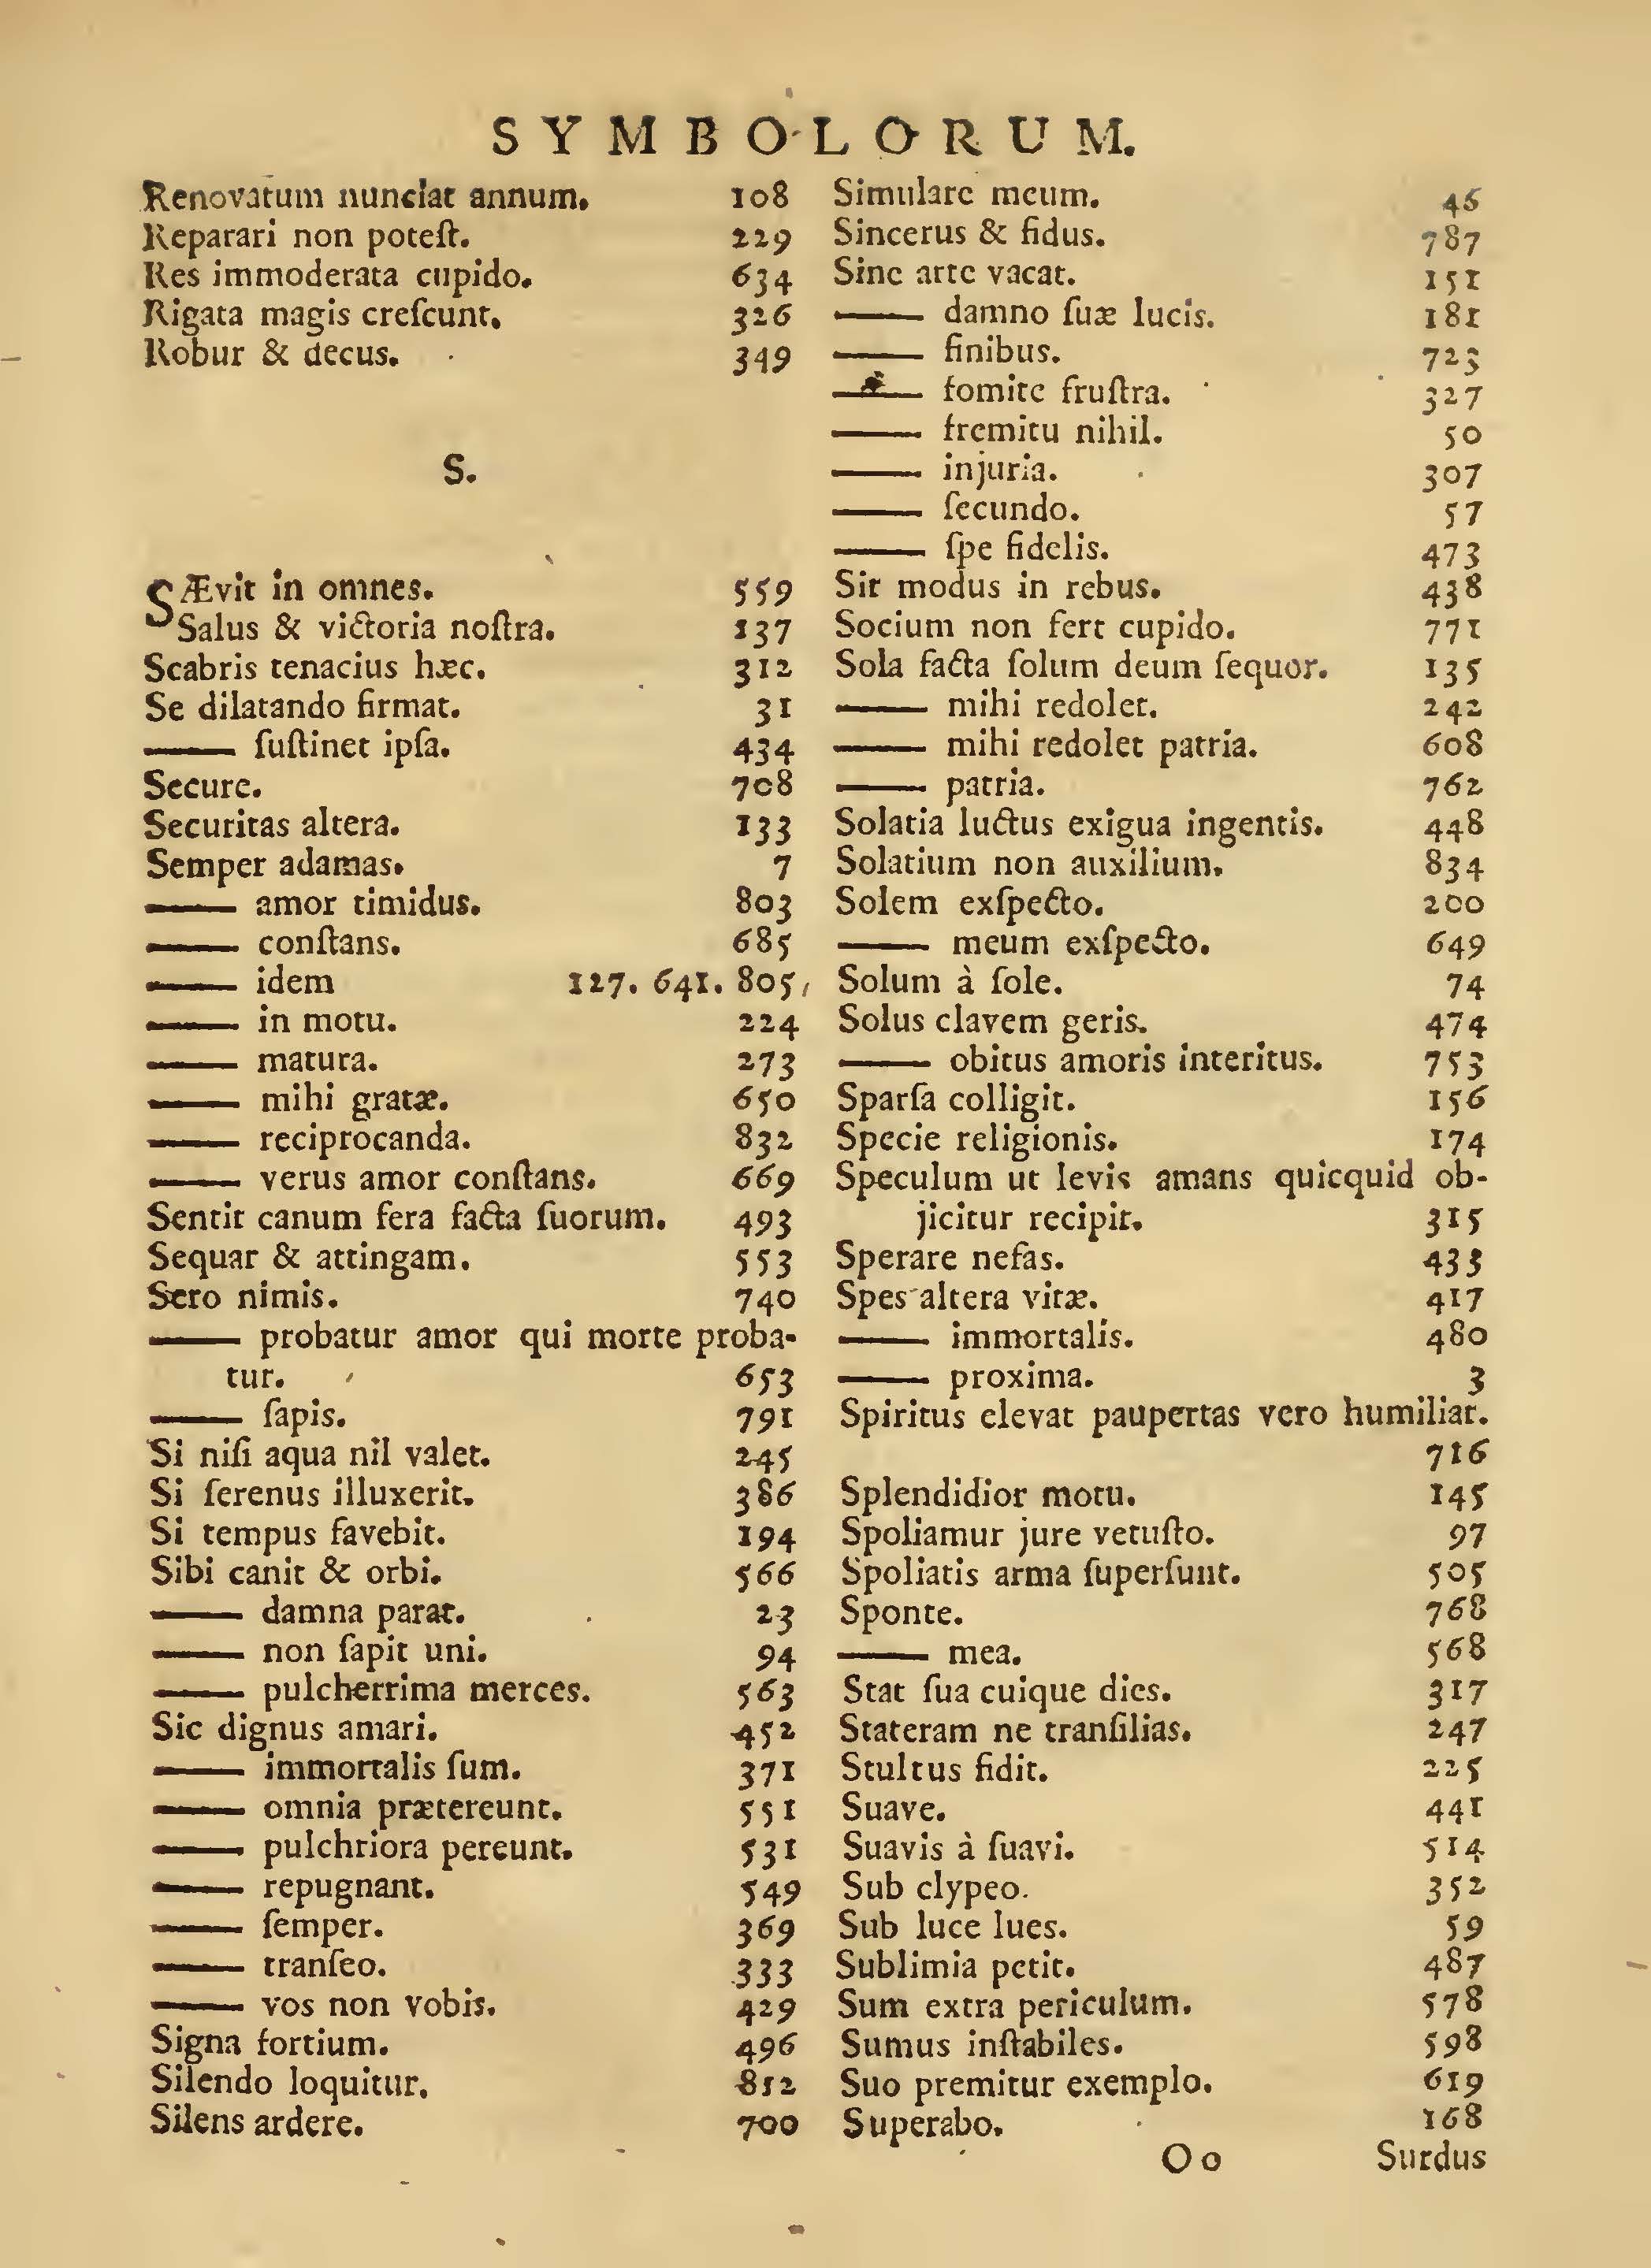 SYMBOLORUM.
Renovatum nunciat annum. 108
Reparari non poteſt. 229
Res immoderata cupido. 634
Rigata magis creſcunt. 326
Robur & decus. 349
S.
SÆvit in omnes. 559
Salus & victoria noſtra. 137
Scabris tenacius hæc. 312
Se dilatando firmat. 31
—— ſuſtinet ipſa. 434
Secure. 708
Securitas altera. 133
Semper adamas. 7
—— amor timidus. 803
—— conſtans. 685
—— idem 127. 641. 805,
—— in motu. 224
—— matura. 273
—— mihi gratæ. 650
—— reciprocanda. 832
—— verus amor conſtans. 669
Sentit canum fera facta ſuorum. 493
Sequar & attingam. 553
Sero nimis. 740
—— probatur amor qui morte proba-
tur. 653
—— ſapis. 791
Si niſi aqua nil valet. 245
Si ſerenus illuxerit. 386
Si tempus favebit. 194
Sibi canit & orbi. 566
—— damna parat. 23
—— non ſapit uni. 94
—— pulcherrima merces. 563
Sic dignus amari. 452
—— immortalis ſum. 371
—— omnia prætereunt. 551
—— pulchriora pereunt. 531
—— repugnant. 549
—— ſemper. 369
—— tranſeo. 333
—— vos non vobis. 429
Signa fortium. 496
Silendo loquitur. 812
Silens ardere. 700
Simulare meum. 46
Sincerus & fidus. 787
Sine arte vacat. 151
—— damno ſuæ lucis. 181
—— finibus. 723
—— fomite fruſtra. 327
—— fremitu nihil. 50
—— injuria. 307
—— ſecundo. 57
—— ſpe fidelis. 473
Sit modus in rebus. 438
Socium non fert cupido. 771
Sola facta ſolum deum ſequor. 135
—— mihi redolet. 242
—— mihi redolet patria. 608
—— patria. 762
Solatia luctus exigua ingentis. 448
Solatium non auxilium. 834
Solem exſpecto. 200
—— meum exſpecto. 649
Solum à ſole. 74
Solus clavem geris. 474
—— obitus amoris interitus. 753
Sparſa colligit. 156
Specie religionis. 174
Speculum ut levis amans quicquid ob-
jicitur recipit. 315
Sperare nefas. 433
Spes altera vitæ. 417
—— immortalis. 480
—— proxima. 3
Spiritus elevat paupertas vero humiliat.
716
Splendidior motu. 145
Spoliamur jure vetuſto. 97
Spoliatis arma ſuperſunt. 505
Sponte. 768
—— mea. 568
Stat ſua cuique dies. 317
Stateram ne tranſilias. 247
Stultus fidit. 225
Suave. 441
Suavis à ſuavi. 514
Sub clypeo. 352
Sub luce lues. 59
Sublimia petit. 487
Sum extra periculum. 578
Sumus inſtabiles. 598
Suo premitur exemplo. 619
Superabo. 168
Oo Surdus